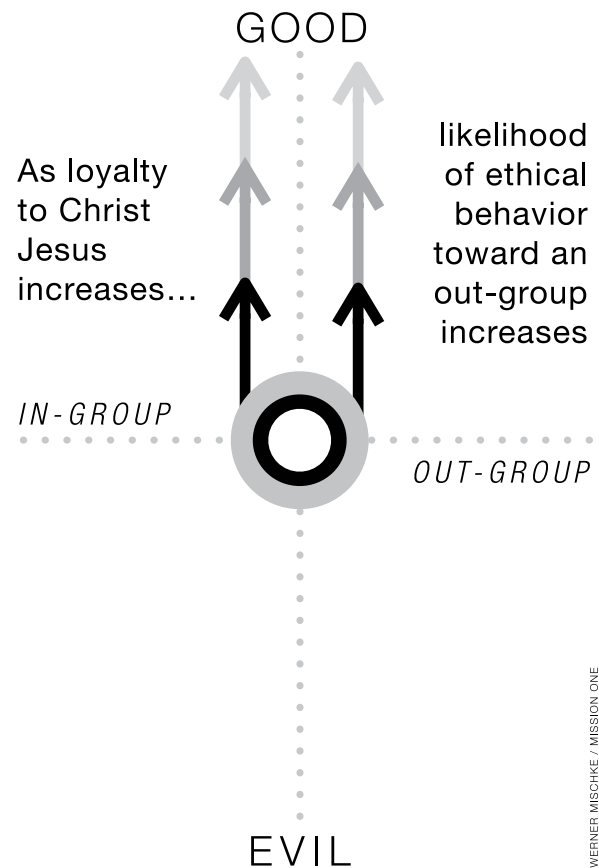 GOOD
As loyalty
to Christ
Jesus
increases...
likelihood
of ethical
behavior
toward an
out-group
increases
IN-GROUP
OUT-GROUP
EVIL
WERNER MISCHKE / MISSION ONE